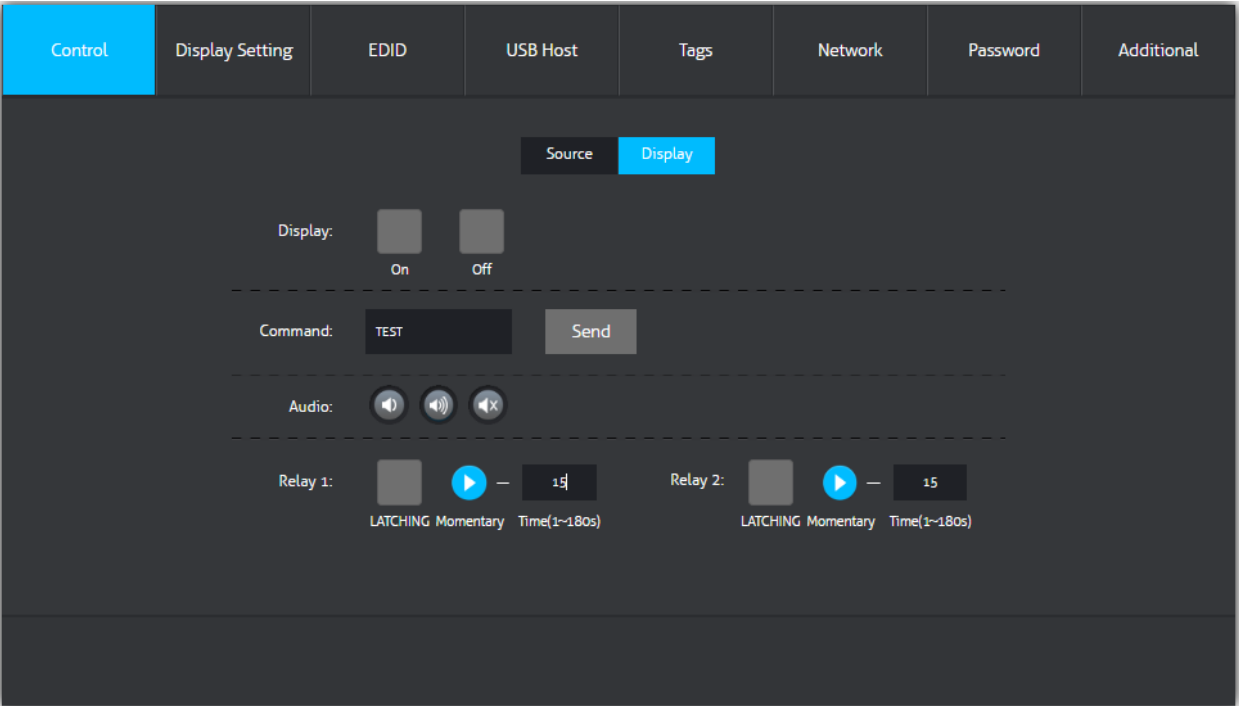 Control Display Setting EDID USB Host Tags Network Password Additional
Source Display
Display:
On Off
Command: TEST Send
Audio:
Relay 1: — 15 Relay 2: — 15
LATCHING Momentary Time(1~180s) LATCHING Momentary Time(1~180s)